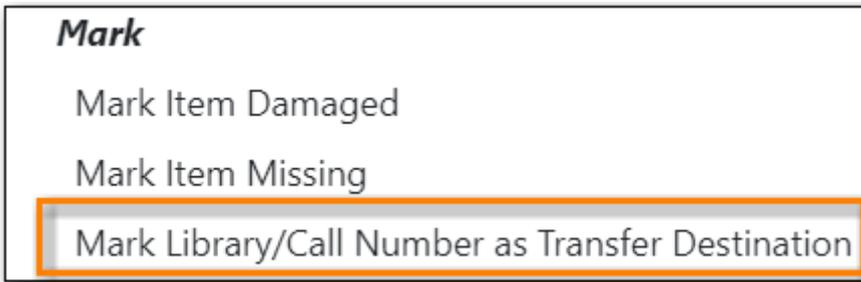 Mark
Mark Item Damaged
Mark Item Missing
Mark Library/Call Number as Transfer Destination